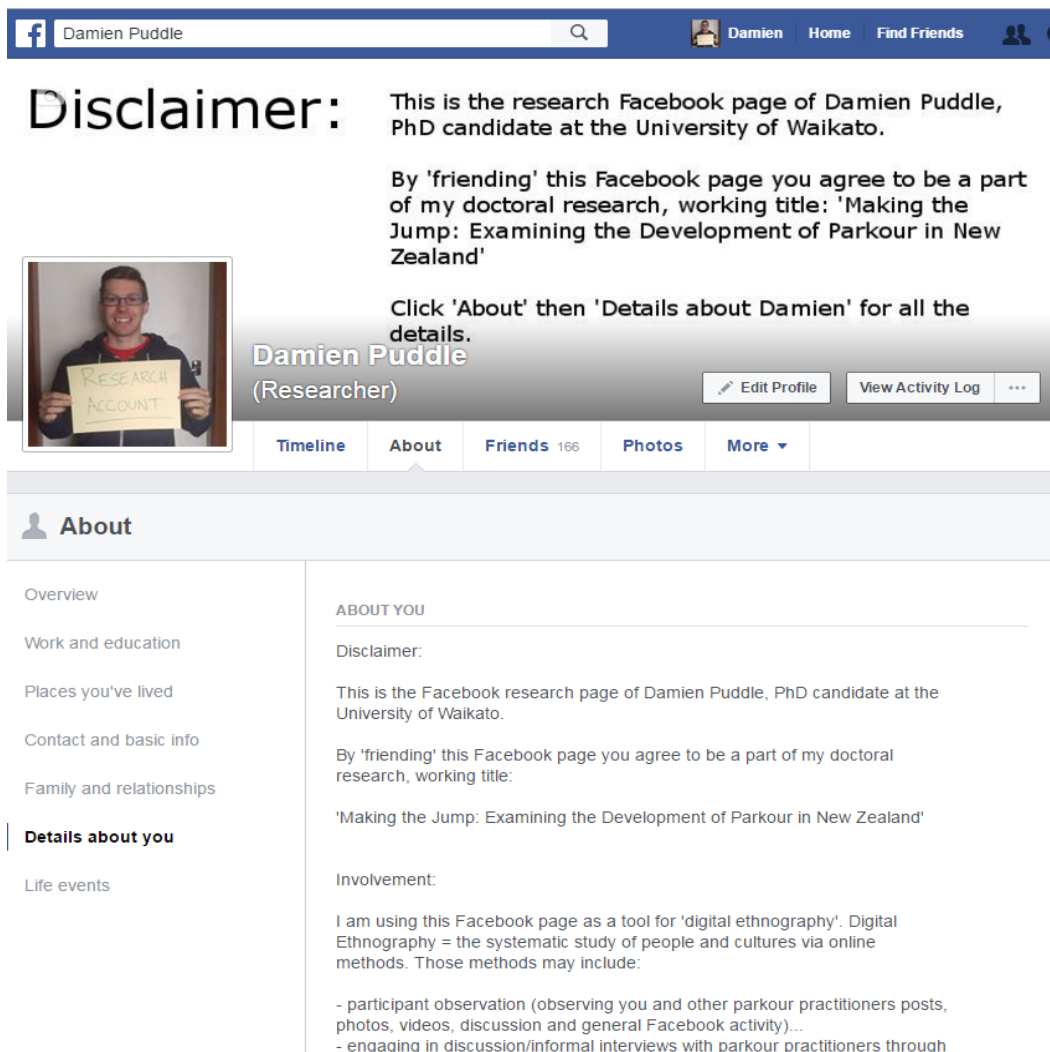 f
Damien Puddle
Damien
Home
Find Friends
Disclaimer:
This is the research Facebook page of Damien Puddle,
PhD candidate at the University of Waikato.
By 'friending' this Facebook page you agree to be a part
of my doctoral research, working title: 'Making the
Jump: Examining the Development of Parkour in New
Zealand'
Click 'About' then 'Details about Damien' for all the
details.
RESEARCH
ACCOUNT
Damien Puddle
(Researcher)
Edit Profile
View Activity Log
...
Timeline
About
Friends 166
Photos
More
About
Overview
Work and education
Places you've lived
Contact and basic info
Family and relationships
Details about you
Life events
ABOUT YOU
Disclaimer:
This is the Facebook research page of Damien Puddle, PhD candidate at the
University of Waikato.
By 'friending' this Facebook page you agree to be a part of my doctoral
research, working title:
'Making the Jump: Examining the Development of Parkour in New Zealand'
Involvement:
I am using this Facebook page as a tool for 'digital ethnography'. Digital
Ethnography = the systematic study of people and cultures via online
methods. Those methods may include:
- participant observation (observing you and other parkour practitioners posts,
photos, videos, discussion and general Facebook activity)...
- engaging in discussion/informal interviews with parkour practitioners through